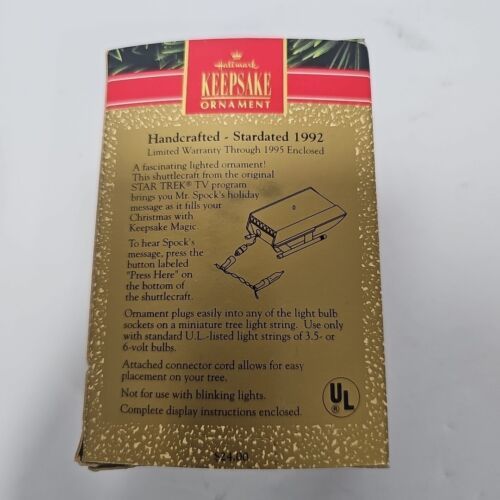 Hallmark
KEEPSAKE
ORNAMENT
Handcrafted - Stardated 1992
Limited Warranty Through 1995 Enclosed
A fascinating lighted ornament!
This shuttlecraft from the original
STAR TREK® TV program
brings you Mr. Spock's holiday
message as it fills your
Christmas with
Keepsake Magic
To hear Spock's
message, press the
button labeled
"Press Here" on
the bottom of
the shuttlecraft.
Ornament plugs easily into any of the light bulb
sockets on a miniature tree light string. Use only
with standard U.L.-listed light strings of 3.5- or
6-volt bulbs.
Attached connector cord allows for easy
placement on your tree.
Not for use with blinking lights.
Complete display instructions enclosed.
UL
®
$24.00